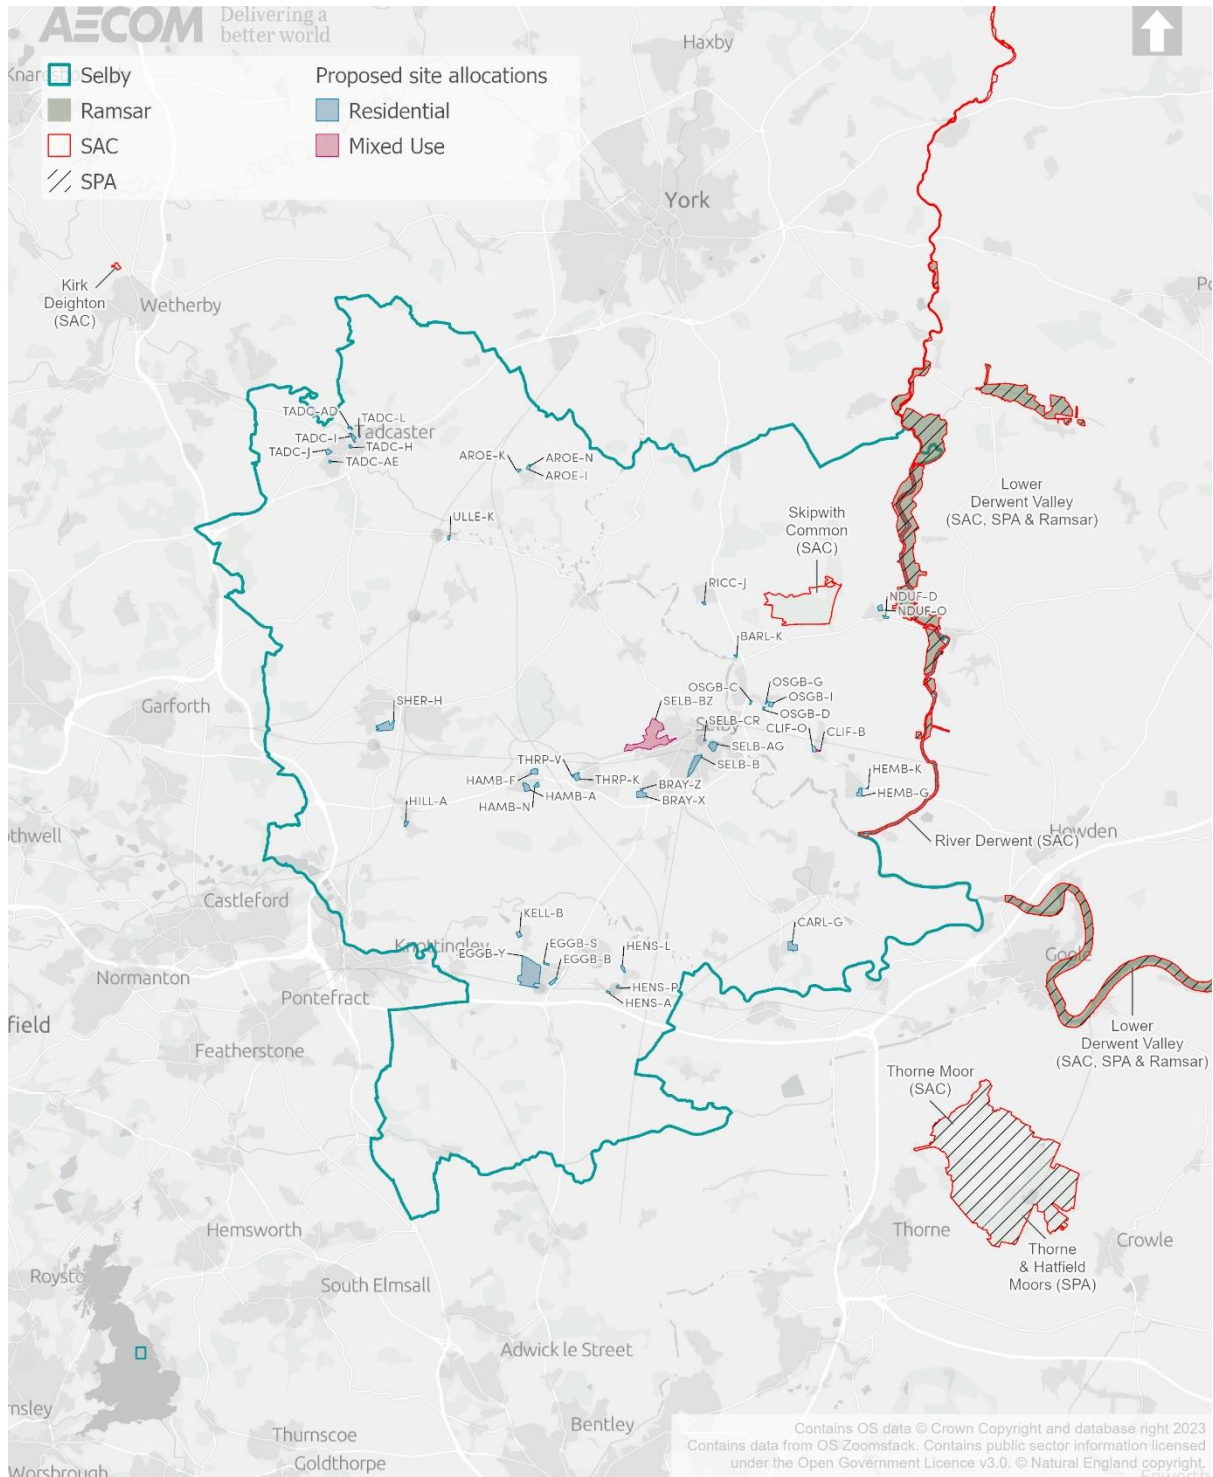 AECOM
Delivering a
better world
Selby
Ramsar
SAC
SPA
Proposed site allocations
Residential
Mixed Use
Haxby
York
Kirk
Deighton
(SAC)
Wetherby
TADC-AD
TADC-L
Tadcaster
TADC-I
TADC-H
TADC-J
TADC-AE
AROE-K
AROE-N
AROE-I
ULLE-K
Lower
Derwent Valley
(SAC, SPA & Ramsar)
Skipwith
Common
(SAC)
RICC-J
NDUF-D
NDUF-O
BARL-K
OSGB-C
OSGB-G
OSGB-I
OSGB-D
SELB-BZ
Garforth
SHER-H
SELB-CR
Selby
CLIF-O
CLIF-B
SELB-AG
SELB-B
THRP-V
THRP-K
HAMB-F
HAMB-A
HAMB-N
BRAY-Z
BRAY-X
HEMB-K
HEMB-G
HILL-A
River Derwent (SAC)
Howden
Castleford
KELL-B
CARL-G
Knottingley
EGGB-S
EGGB-Y
EGGB-B
HENS-L
HENS-P
HENS-A
Goole
Normanton
Pontefract
Featherstone
Lower
Derwent Valley
(SAC, SPA & Ramsar)
Thorne Moor
(SAC)
Hemsworth
Thorne
Crowle
Thorne
& Hatfield
Moors (SPA)
South Elmsall
Adwick le Street
Bentley
Thurnscoe
Goldthorpe
Worsbrough
Contains OS data © Crown Copyright and database right 2023
Contains data from OS Zoomstack. Contains public sector information licensed
under the Open Government Licence v3.0. © Natural England copyright.